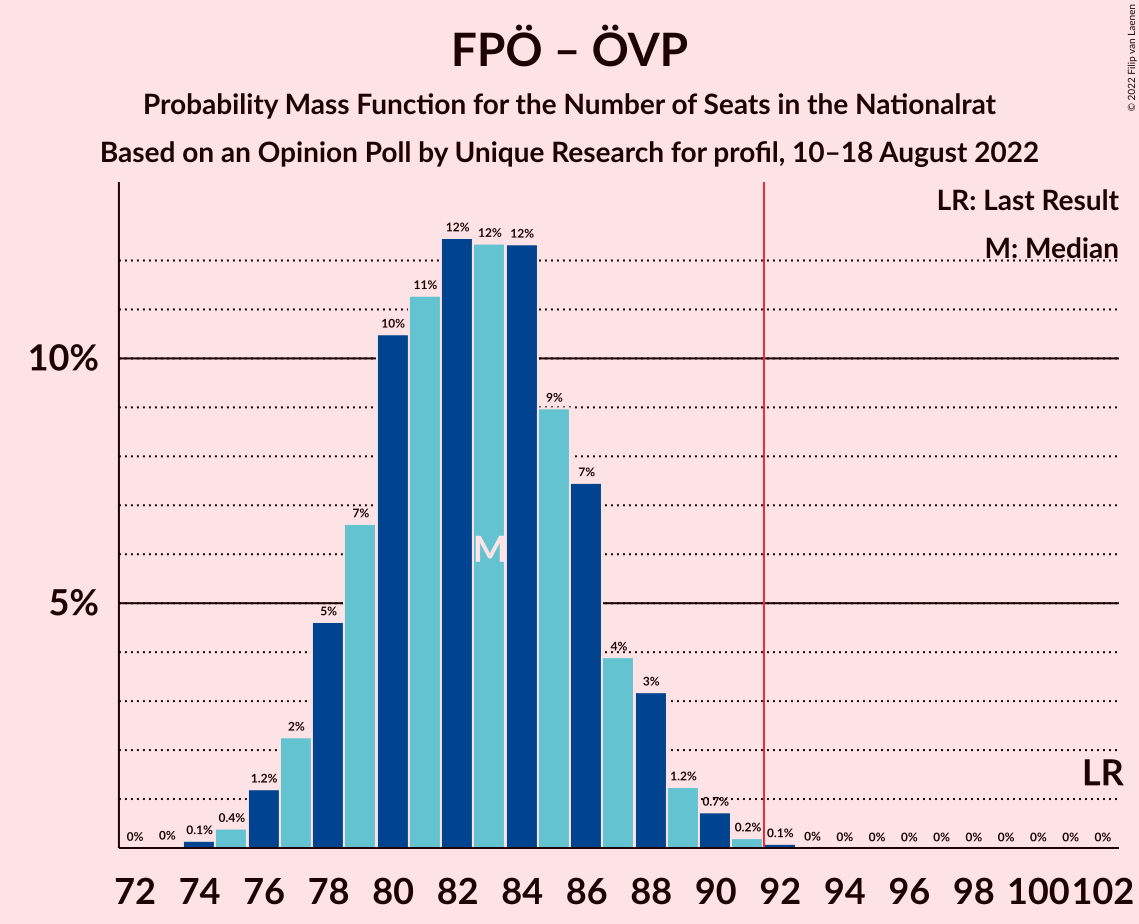 FPÖ – ÖVP
Probability Mass Function for the Number of Seats in the Nationalrat
Based on an Opinion Poll by Unique Research for profil, 10–18 August 2022
© 2022 Filip van Laenen
LR: Last Result
M: Median
10%
5%
0% 0% 0.1% 0.4% 1.2% 2% 5% 7% 10% 11% 12% 12% 12% 9% 7% 4% 3% 1.2% 0.7% 0.2% 0.1% 0% 0% 0% 0% 0% 0% 0% 0% 0% 0%
M
LR
72 74 76 78 80 82 84 86 88 90 92 94 96 98 100 102